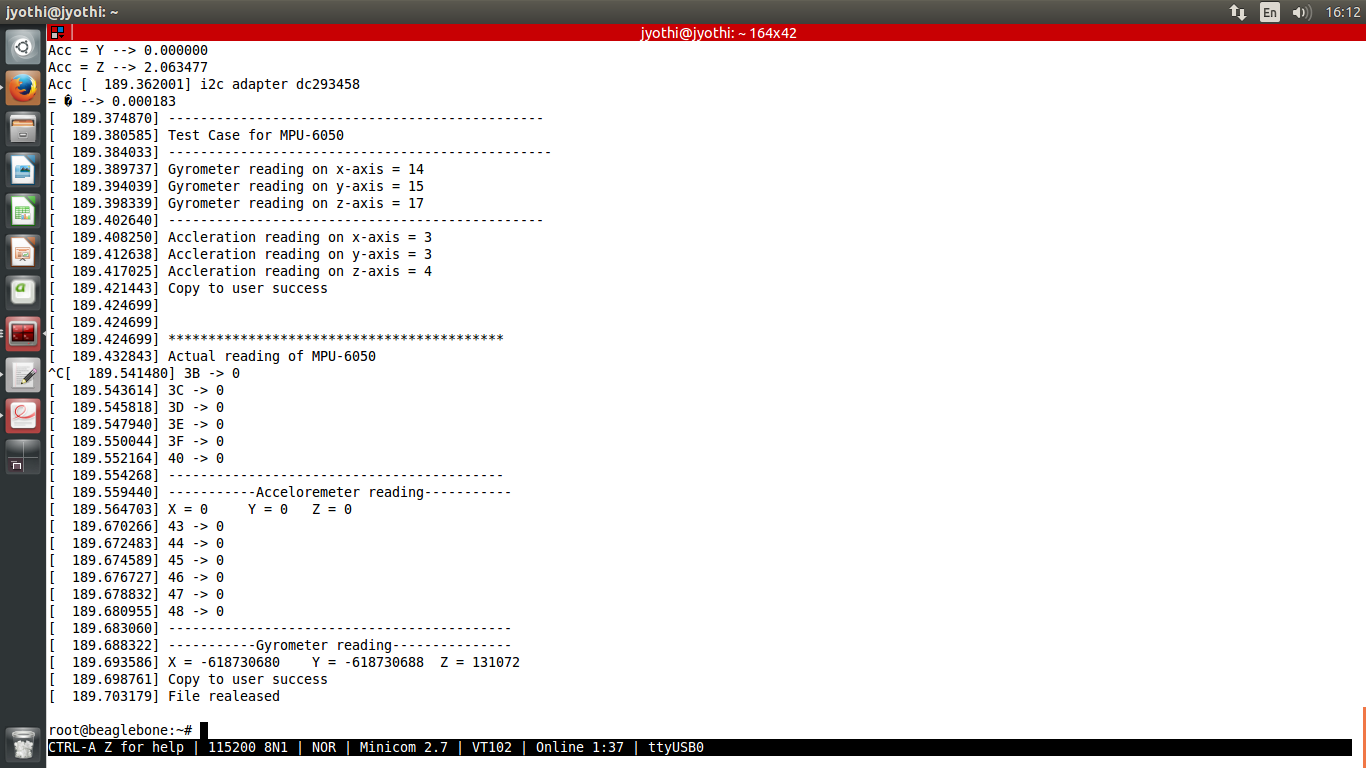 jyothi@jyothi: ~
En
16:12
jyothi@jyothi: ~ 164x42
Acc = Y --> 0.000000
Acc = Z --> 2.063477
Acc [  189.362001] i2c adapter dc293458
= � --> 0.000183
[  189.374870] -----------------------------------------------
[  189.380585] Test Case for MPU-6050
[  189.384033] ------------------------------------------------
[  189.389737] Gyrometer reading on x-axis = 14
[  189.394039] Gyrometer reading on y-axis = 15
[  189.398339] Gyrometer reading on z-axis = 17
[  189.402640] -----------------------------------------------
[  189.408250] Accleration reading on x-axis = 3
[  189.412638] Accleration reading on y-axis = 3
[  189.417025] Accleration reading on z-axis = 4
[  189.421443] Copy to user success
[  189.424699]
[  189.424699]
[  189.424699] ******************************************
[  189.432843] Actual reading of MPU-6050
^C[  189.541480] 3B -> 0
[  189.543614] 3C -> 0
[  189.545818] 3D -> 0
[  189.547940] 3E -> 0
[  189.550044] 3F -> 0
[  189.552164] 40 -> 0
[  189.554268] ------------------------------------------
[  189.559440] -----------Acceloremeter reading-----------
[  189.564703] X = 0     Y = 0   Z = 0
[  189.670266] 43 -> 0
[  189.672483] 44 -> 0
[  189.674589] 45 -> 0
[  189.676727] 46 -> 0
[  189.678832] 47 -> 0
[  189.680955] 48 -> 0
[  189.683060] -------------------------------------------
[  189.688322] -----------Gyrometer reading---------------
[  189.693586] X = -618730680    Y = -618730688  Z = 131072
[  189.698761] Copy to user success
[  189.703179] File realeased
root@beaglebone:~#
CTRL-A Z for help | 115200 8N1 | NOR | Minicom 2.7 | VT102 | Online 1:37 | ttyUSB0